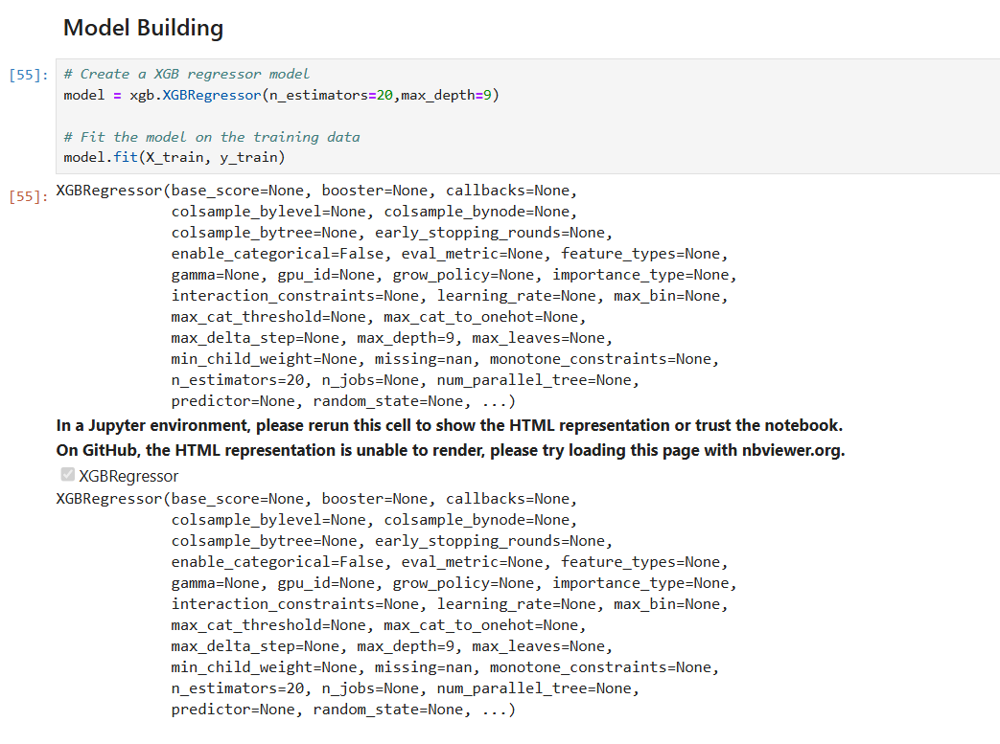 Model Building
[55]:
# Create a XGB regressor model
model = xgb.XGBRegressor(n_estimators=20,max_depth=9)
# Fit the model on the training data
model.fit(X_train, y_train)
[55]:
XGBRegressor(base_score=None, booster=None, callbacks=None,
colsample_bylevel=None, colsample_bynode=None,
colsample_bytree=None, early_stopping_rounds=None,
enable_categorical=False, eval_metric=None, feature_types=None,
gamma=None, gpu_id=None, grow_policy=None, importance_type=None,
interaction_constraints=None, learning_rate=None, max_bin=None,
max_cat_threshold=None, max_cat_to_onehot=None,
max_delta_step=None, max_depth=9, max_leaves=None,
min_child_weight=None, missing=nan, monotone_constraints=None,
n_estimators=20, n_jobs=None, num_parallel_tree=None,
predictor=None, random_state=None, ...)
In a Jupyter environment, please rerun this cell to show the HTML representation or trust the notebook.
On GitHub, the HTML representation is unable to render, please try loading this page with nbviewer.org.
XGBRegressor
XGBRegressor(base_score=None, booster=None, callbacks=None,
colsample_bylevel=None, colsample_bynode=None,
colsample_bytree=None, early_stopping_rounds=None,
enable_categorical=False, eval_metric=None, feature_types=None,
gamma=None, gpu_id=None, grow_policy=None, importance_type=None,
interaction_constraints=None, learning_rate=None, max_bin=None,
max_cat_threshold=None, max_cat_to_onehot=None,
max_delta_step=None, max_depth=9, max_leaves=None,
min_child_weight=None, missing=nan, monotone_constraints=None,
n_estimators=20, n_jobs=None, num_parallel_tree=None,
predictor=None, random_state=None, ...)